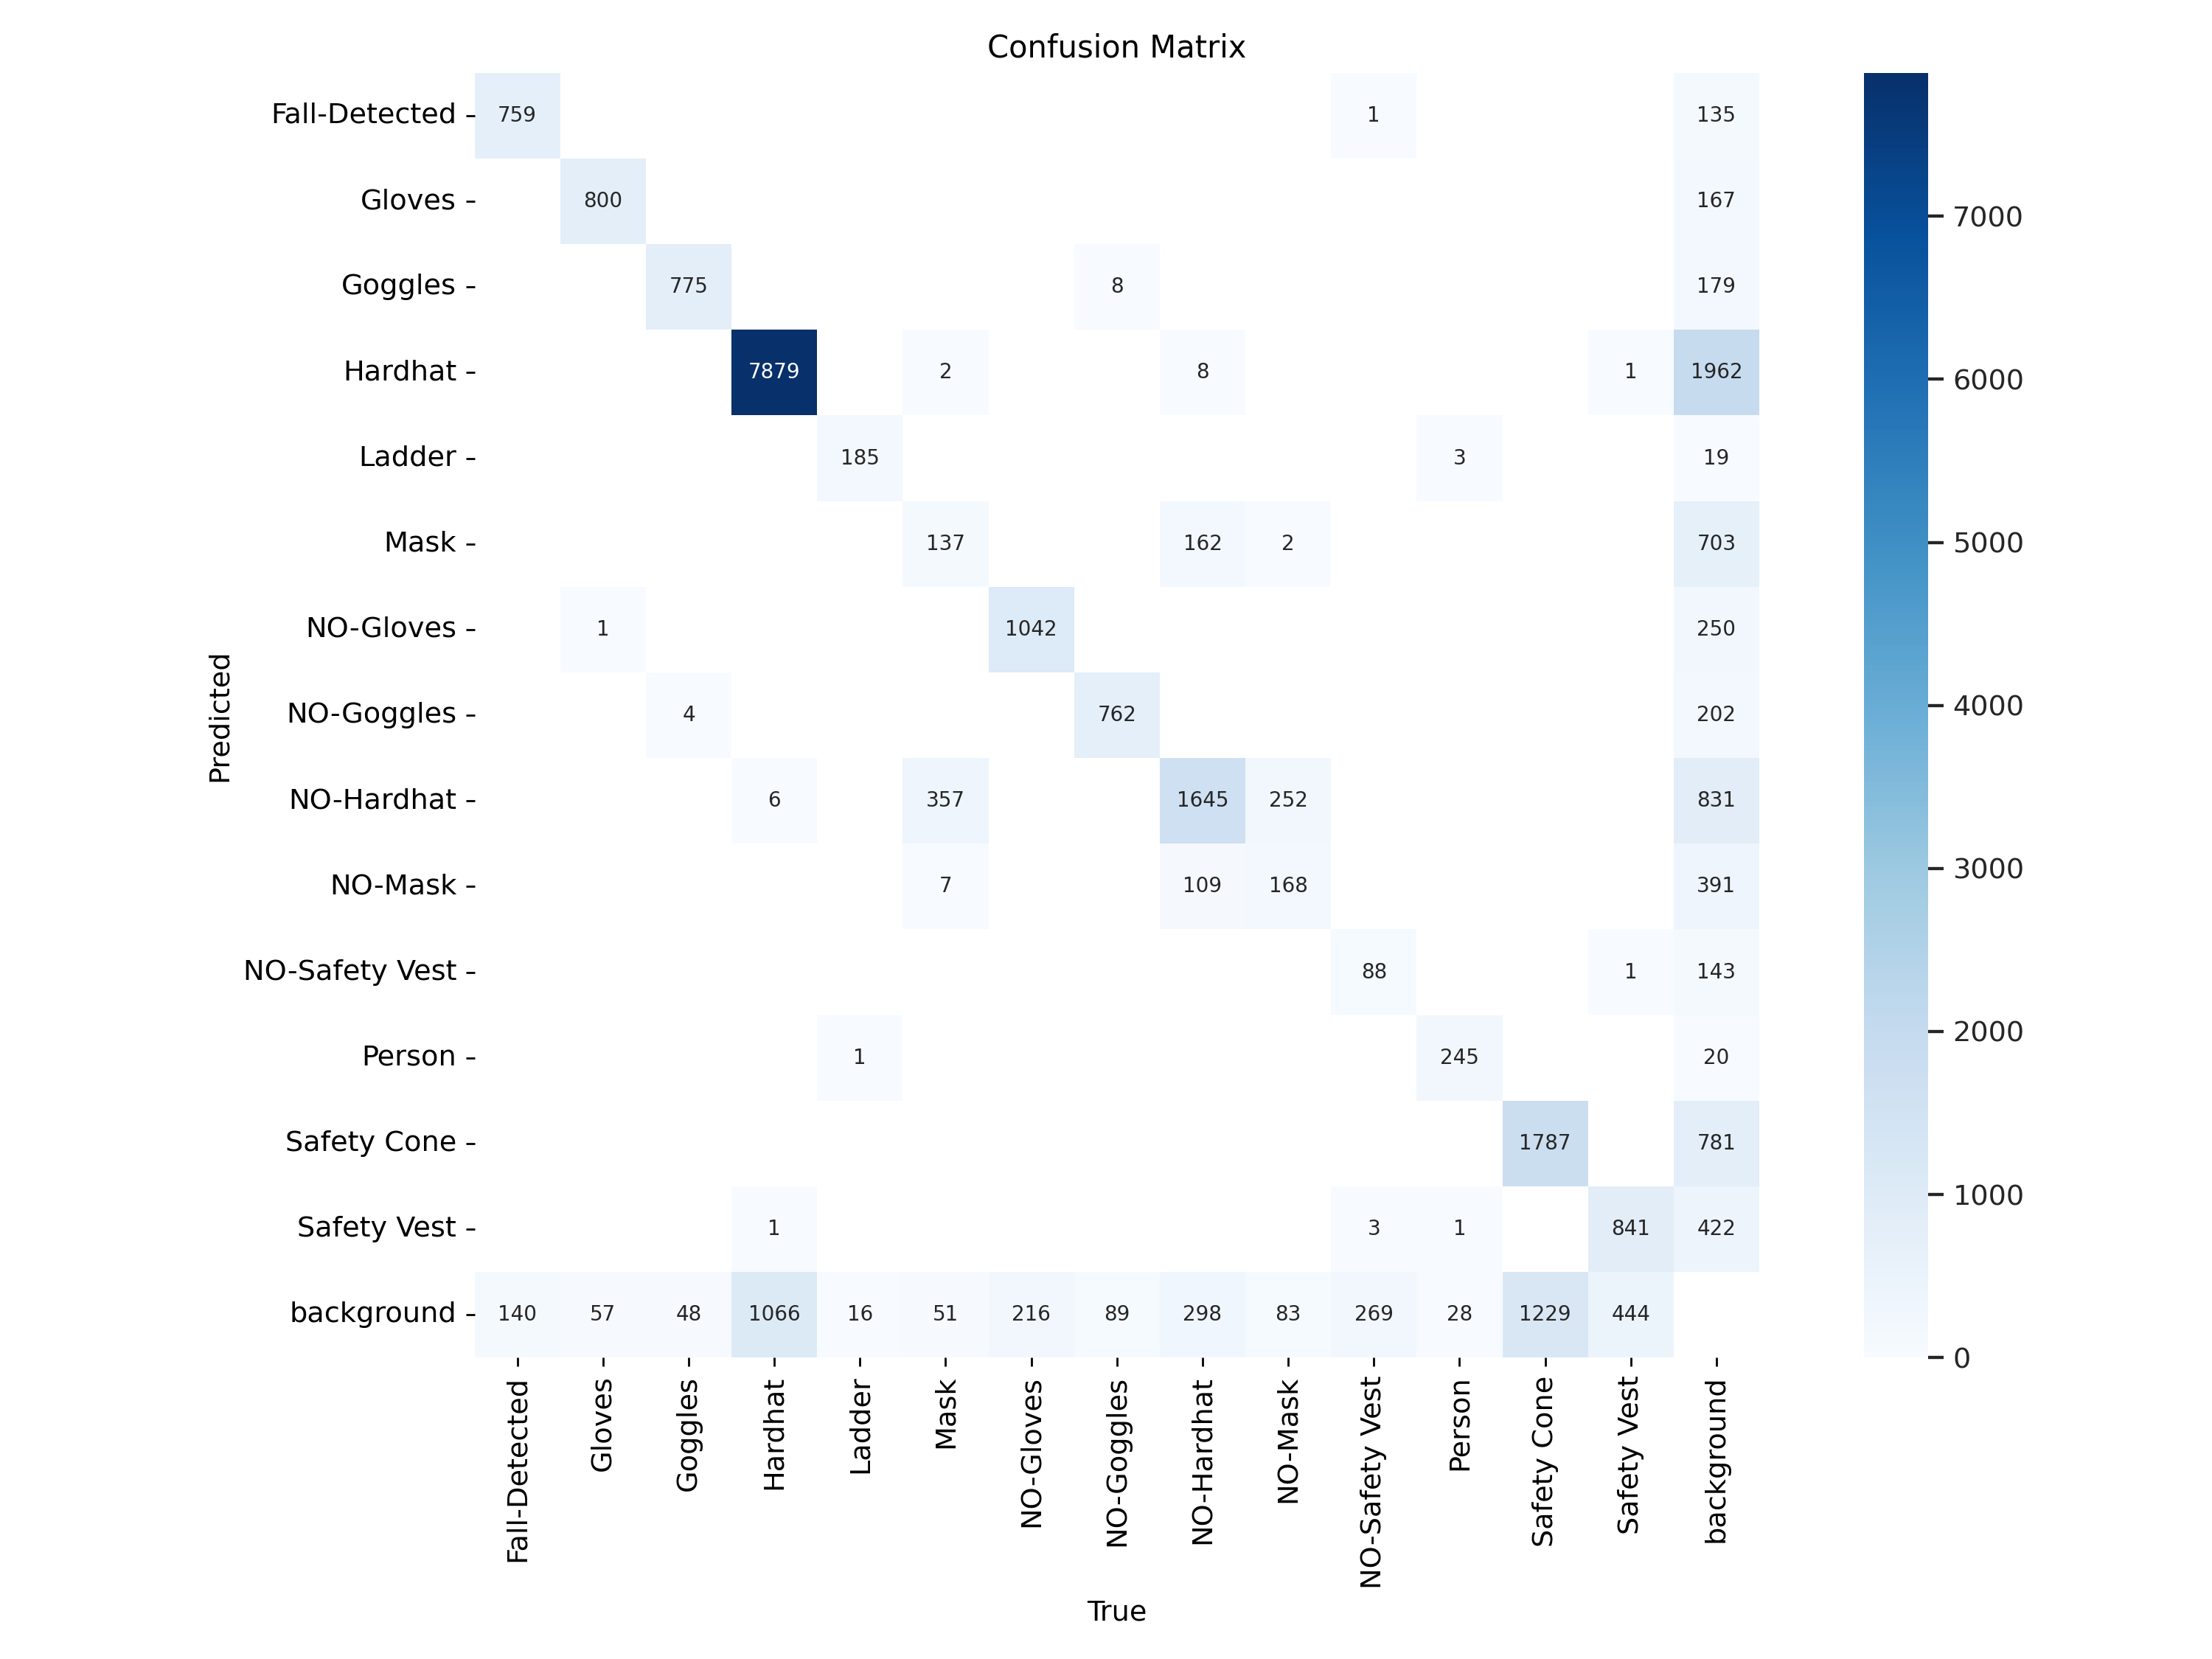 Confusion Matrix
Fall-Detected 759 1 135
Gloves 800 167
Goggles 775 8 179
Hardhat 7879 2 8 1 1962
Ladder 185 3 19
Mask 137 162 2 703
NO-Gloves 1 1042 250
NO-Goggles 4 762 202
NO-Hardhat 6 357 1645 252 831
NO-Mask 7 109 168 391
NO-Safety Vest 88 1 143
Person 1 245 20
Safety Cone 1787 781
Safety Vest 1 3 1 841 422
background 140 57 48 1066 16 51 216 89 298 83 269 28 1229 444
Predicted
Fall-Detected
Gloves
Goggles
Hardhat
Ladder
Mask
NO-Gloves
NO-Goggles
NO-Hardhat
NO-Mask
NO-Safety Vest
Person
Safety Cone
Safety Vest
background
True
7000
6000
5000
4000
3000
2000
1000
0